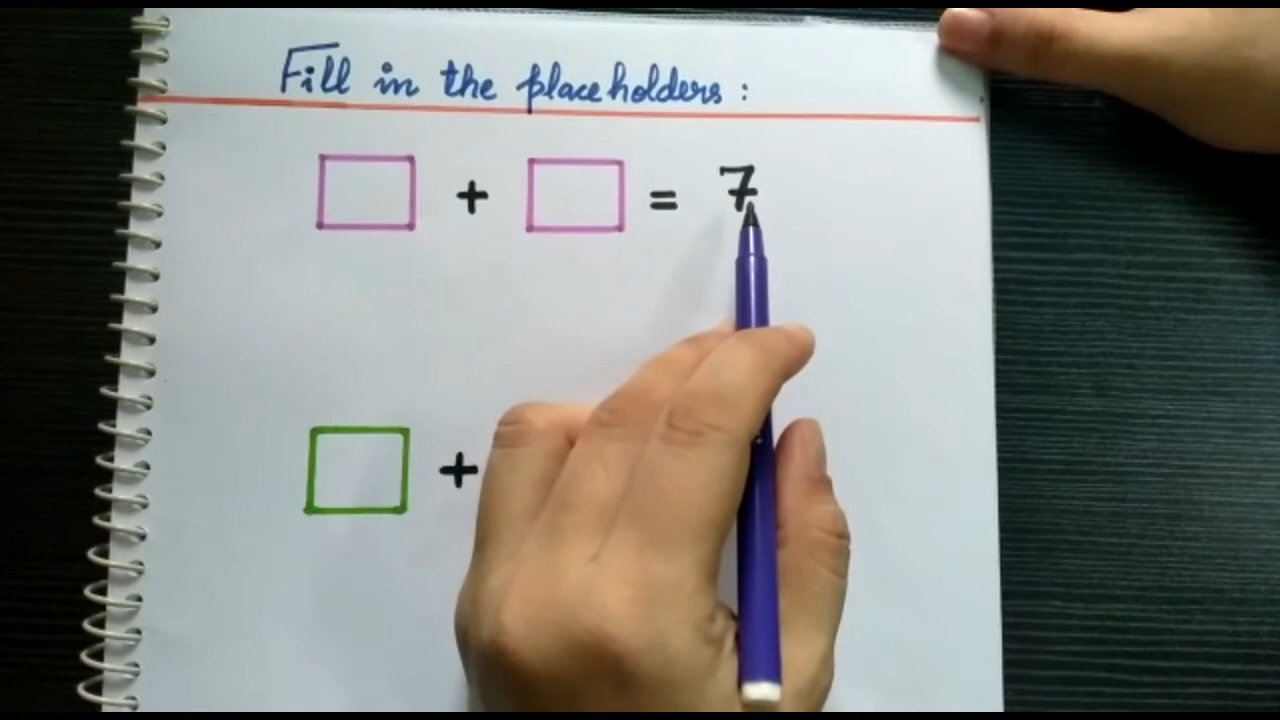 Fill in the placeholders:
□ + □ = 7
□ +